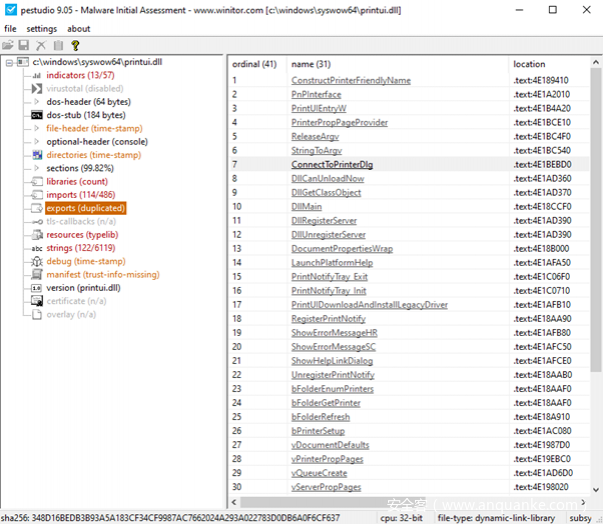 pestudio 9.05 - Malware Initial Assessment - www.winitor.com [c:\windows\syswow64\printui.dll]
file settings about
c:\windows\syswow64\printui.dll
indicators (13/57)
virustotal (disabled)
dos-header (64 bytes)
dos-stub (184 bytes)
file-header (time-stamp)
optional-header (console)
directories (time-stamp)
sections (99.82%)
libraries (count)
imports (114/486)
exports (duplicated)
tls-callbacks (n/a)
resources (typelib)
abc strings (122/6119)
debug (time-stamp)
manifest (trust-info-missing)
1.0 version (printui.dll)
certificate (n/a)
overlay (n/a)
ordinal (41) name (31) location
1 ConstructPrinterFriendlyName .text:4E189410
2 PnPInterface .text:4E1A2010
3 PrintUIEntryW .text:4E1B4A20
4 PrinterPropPageProvider .text:4E1BCE10
5 ReleaseArgv .text:4E1BC4F0
6 StringToArgv .text:4E1BC540
7 ConnectToPrinterDlg .text:4E1BEBD0
8 DllCanUnloadNow .text:4E1AD360
9 DllGetClassObject .text:4E1AD370
10 DllMain .text:4E18CCF0
11 DllRegisterServer .text:4E1AD390
12 DllUnregisterServer .text:4E1AD390
13 DocumentPropertiesWrap .text:4E18B000
14 LaunchPlatformHelp .text:4E1AFA50
15 PrintNotifyTray_Exit .text:4E1C06F0
16 PrintNotifyTray_Init .text:4E1C0710
17 PrintUIDownloadAndInstallLegacyDriver .text:4E1AFB10
18 RegisterPrintNotify .text:4E18AA90
19 ShowErrorMessageHR .text:4E1AFB80
20 ShowErrorMessageSC .text:4E1AFC50
21 ShowHelpLinkDialog .text:4E1AFCE0
22 UnregisterPrintNotify .text:4E18AAB0
23 bFolderEnumPrinters .text:4E18AAF0
24 bFolderGetPrinter .text:4E18AAF0
25 bFolderRefresh .text:4E18A910
26 bPrinterSetup .text:4E1AC080
27 vDocumentDefaults .text:4E1987D0
28 vPrinterPropPages .text:4E19EBC0
29 vQueueCreate .text:4E1AD6D0
30 vServerPropPages .text:4E198020
安全客 ( www.anquanke.com )
sha256: 348D16BEDB3B93A5A183CF34CF9987AC7662024A293A022783D0DB6A0F6CF637 cpu: 32-bit file-type: dynamic-link-library subsy